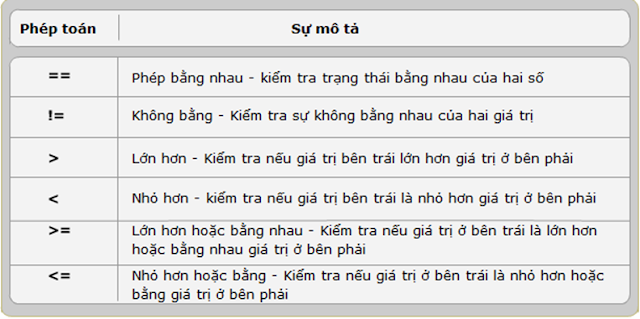 Phép toán Sự mô tả
== Phép bằng nhau - kiểm tra trạng thái bằng nhau của hai số
!= Không bằng - Kiểm tra sự không bằng nhau của hai giá trị
> Lớn hơn - Kiểm tra nếu giá trị bên trái lớn hơn giá trị ở bên phải
< Nhỏ hơn - kiểm tra nếu giá trị bên trái là nhỏ hơn giá trị ở bên phải
>= Lớn hơn hoặc bằng nhau - Kiểm tra nếu giá trị ở bên trái là lớn hơn
hoặc bằng nhau giá trị ở bên phải
<= Nhỏ hơn hoặc bằng - Kiểm tra nếu giá trị ở bên trái là nhỏ hơn hoặc
bằng giá trị ở bên phải